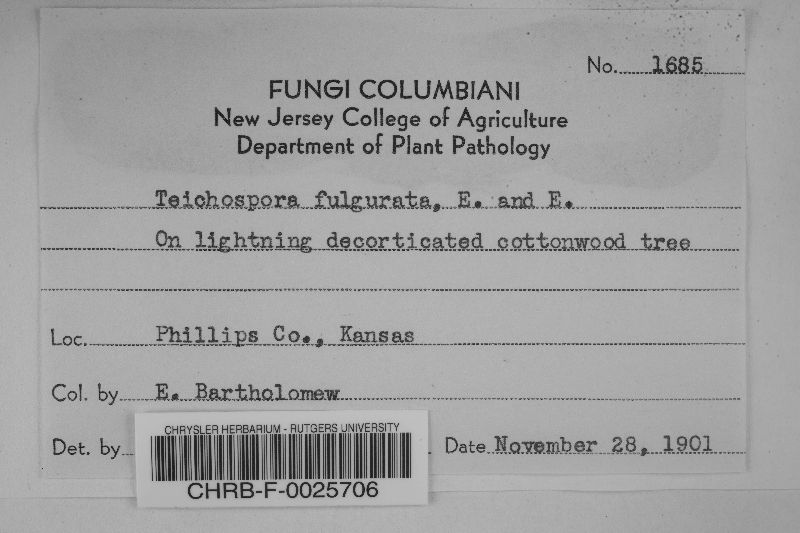 No. 1685
FUNGI COLUMBIANI
New Jersey College of Agriculture
Department of Plant Pathology
Teichospora fulgurata, E. and E.
On lightning decorticated cottonwood tree
Loc. Phillips Co., Kansas
Col. by E. Bartholomew
Det. by
Date November 28, 1901
CHRYSLER HERBARIUM - RUTGERS UNIVERSITY
CHRB-F-0025706